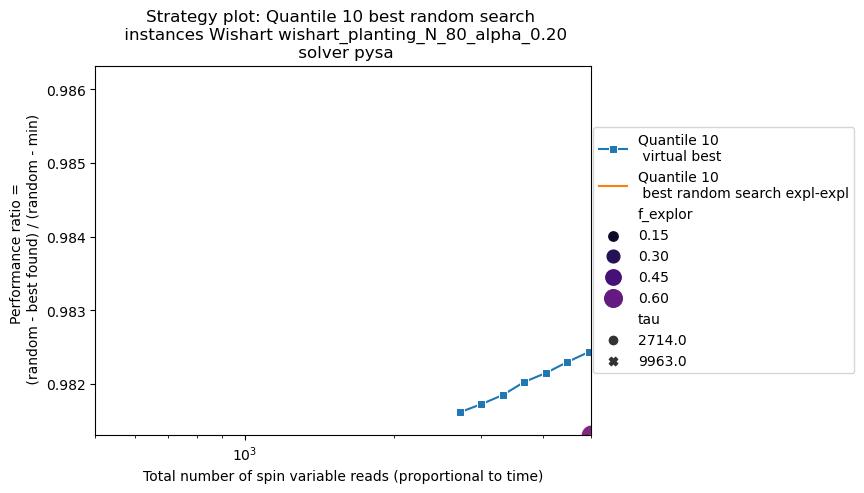 Strategy plot: Quantile 10 best random search
instances Wishart wishart_planting_N_80_alpha_0.20
solver pysa
0.986
0.985
0.984
0.983
0.982
Performance ratio =
(random - best found) / (random - min)
10^3
Total number of spin variable reads (proportional to time)
Quantile 10
virtual best
Quantile 10
best random search expl-expl
f_explor
0.15
0.30
0.45
0.60
tau
2714.0
9963.0